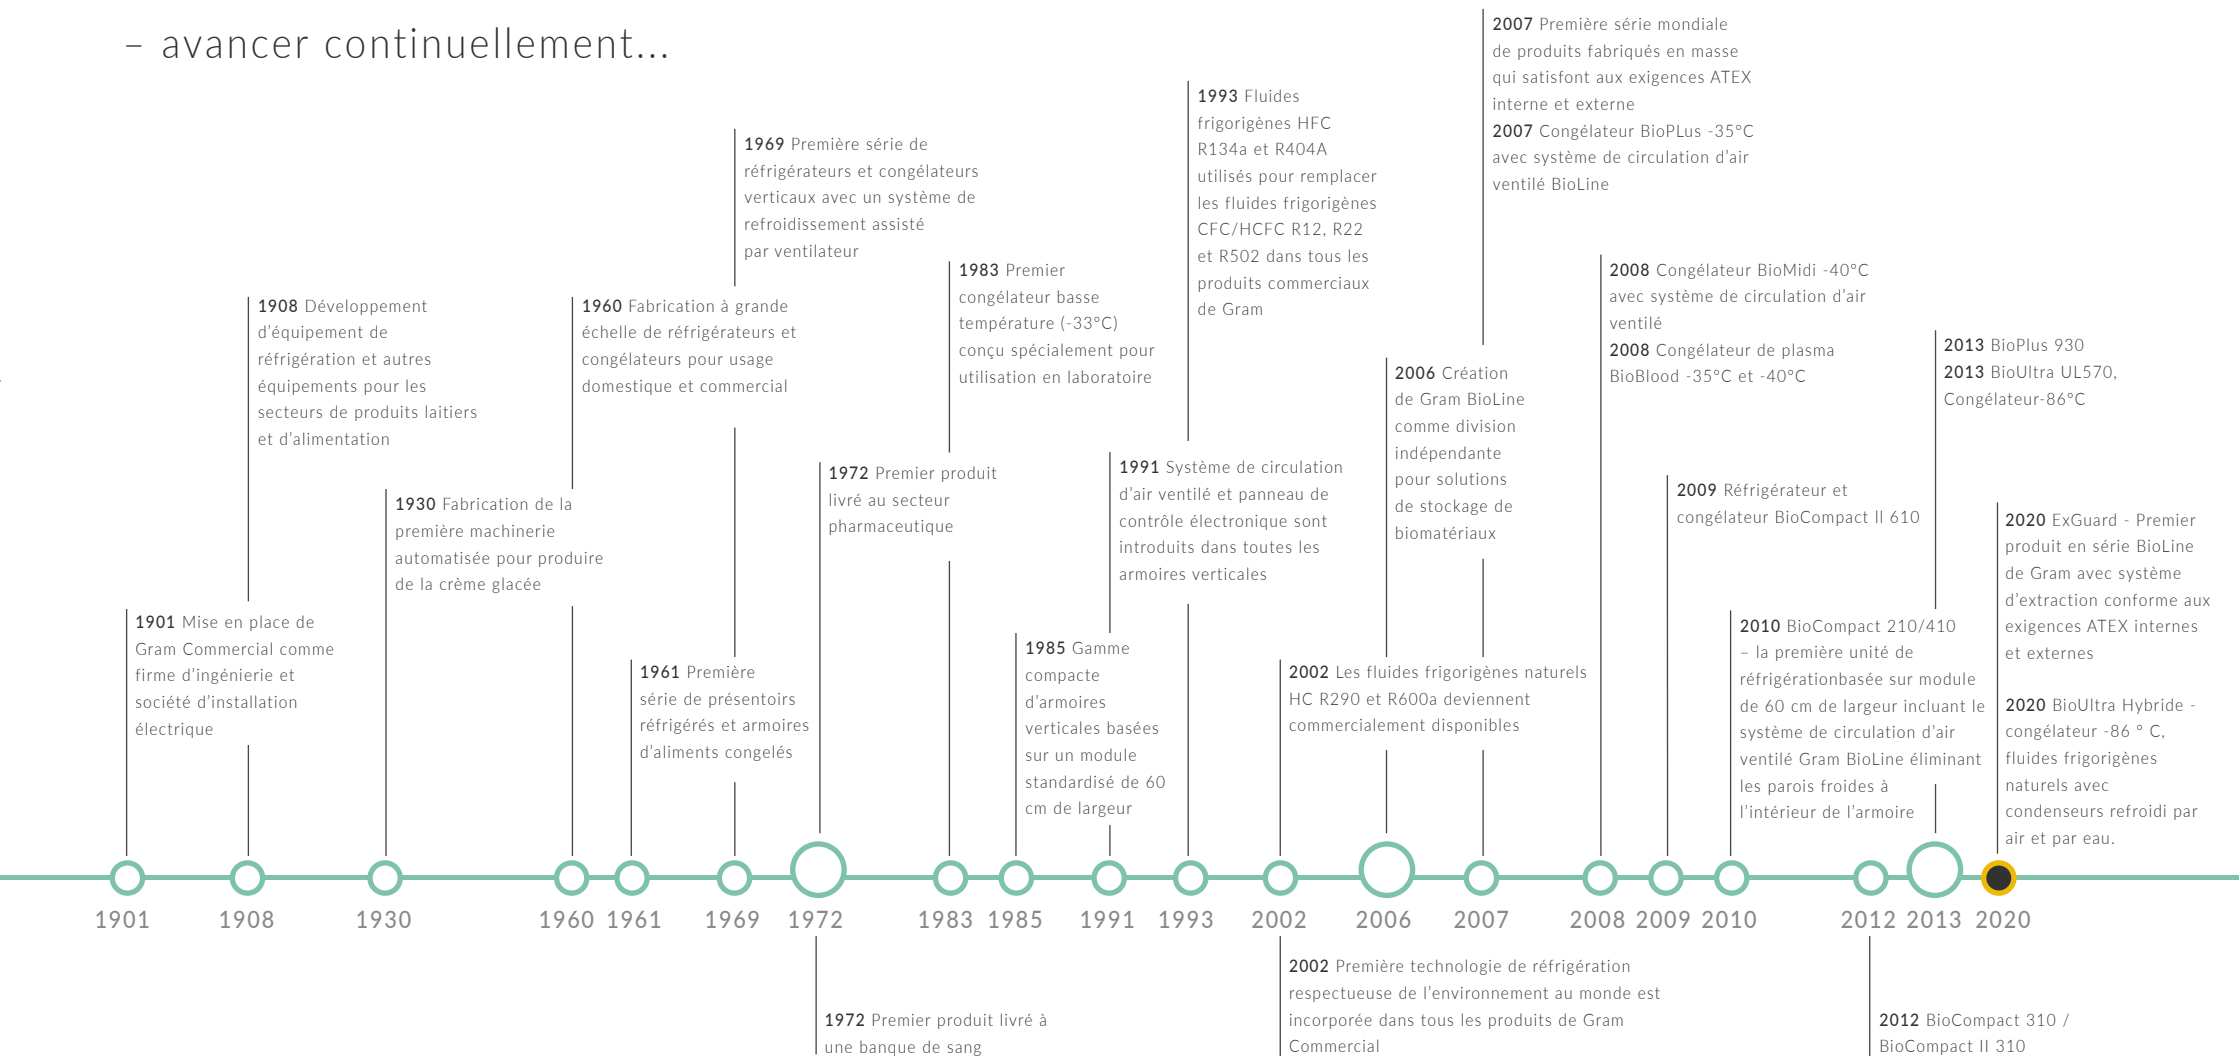 – avancer continuellement...
1901 Mise en place de
Gram Commercial comme
firme d'ingénierie et
société d'installation
électrique
1908 Développement
d'équipement de
réfrigération et autres
équipements pour les
secteurs de produits laitiers
et d'alimentation
1930 Fabrication de la
première machinerie
automatisée pour produire
de la crème glacée
1960 Fabrication à grande
échelle de réfrigérateurs et
congélateurs pour usage
domestique et commercial
1961 Première
série de présentoirs
réfrigérés et armoires
d'aliments congelés
1969 Première série de
réfrigérateurs et congélateurs
verticaux avec un système de
refroidissement assisté
par ventilateur
1972 Premier produit
livré au secteur
pharmaceutique
1983 Premier
congélateur basse
température (-33°C)
conçu spécialement pour
utilisation en laboratoire
1985 Gamme
compacte
d'armoires
verticales basées
sur un module
standardisé de 60
cm de largeur
1991 Système de circulation
d'air ventilé et panneau de
contrôle électronique sont
introduits dans toutes les
armoires verticales
1993 Fluides
frigorigènes HFC
R134a et R404A
utilisés pour remplacer
les fluides frigorigènes
CFC/HCFC R12, R22
et R502 dans tous les
produits commerciaux
de Gram
2002 Les fluides frigorigènes naturels
HC R290 et R600a deviennent
commercialement disponibles
2006 Création
de Gram BioLine
comme division
indépendante
pour solutions
de stockage de
biomatériaux
2007 Première série mondiale
de produits fabriqués en masse
qui satisfont aux exigences ATEX
interne et externe
2007 Congélateur BioPLus -35°C
avec système de circulation d'air
ventilé BioLine
2008 Congélateur BioMidi -40°C
avec système de circulation d'air
ventilé
2008 Congélateur de plasma
BioBlood -35°C et -40°C
2009 Réfrigérateur et
congélateur BioCompact II 610
2010 BioCompact 210/410
– la première unité de
réfrigérationbasée sur module
de 60 cm de largeur incluant le
système de circulation d'air
ventilé Gram BioLine éliminant
les parois froides à
l'intérieur de l'armoire
2013 BioPlus 930
2013 BioUltra UL570,
Congélateur-86°C
2020 ExGuard - Premier
produit en série BioLine
de Gram avec système
d'extraction conforme aux
exigences ATEX internes
et externes
2020 BioUltra Hybride -
congélateur -86 ° C,
fluides frigorigènes
naturels avec
condenseurs refroidi par
air et par eau.
1901 1908 1930 1960 1961 1969 1972 1983 1985 1991 1993 2002 2006 2007 2008 2009 2010 2012 2013 2020
1972 Premier produit livré à
une banque de sang
2002 Première technologie de réfrigération
respectueuse de l'environnement au monde est
incorporée dans tous les produits de Gram
Commercial
2012 BioCompact 310 /
BioCompact II 310